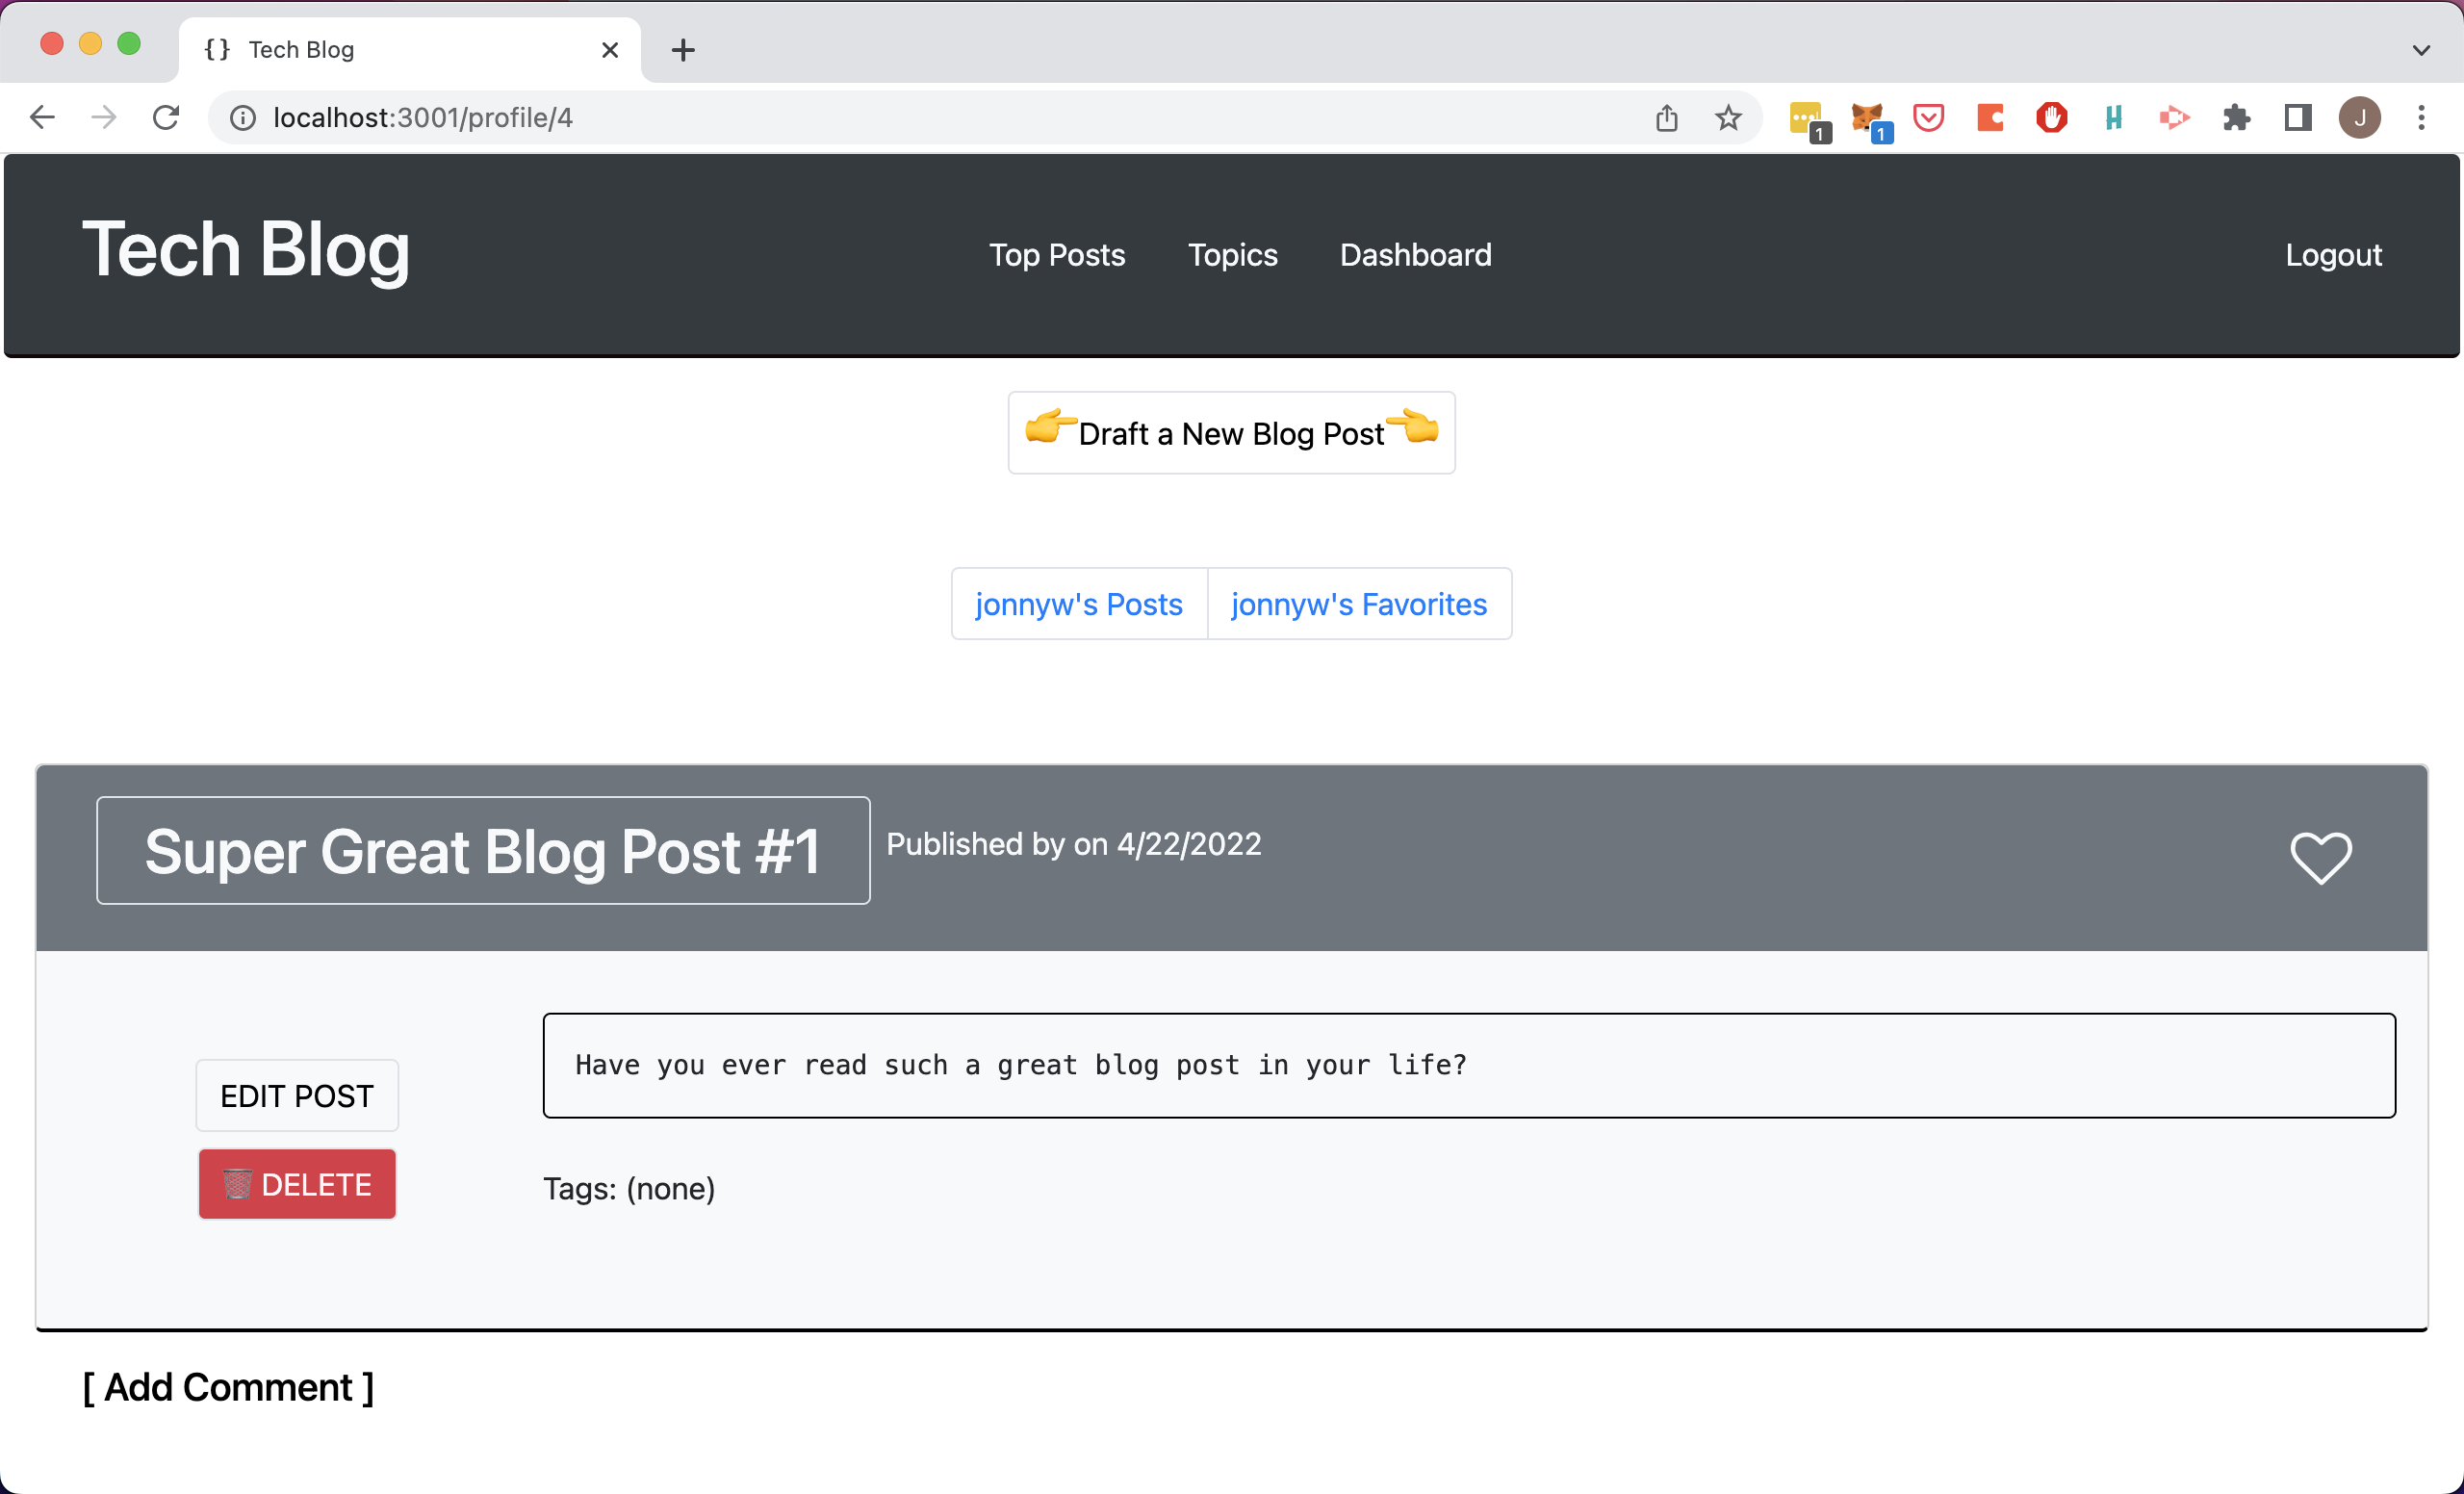 {} Tech Blog
localhost:3001/profile/4
1
1
J
Tech Blog
Top Posts
Topics
Dashboard
Logout
👉Draft a New Blog Post👈
jonnyw's Posts
jonnyw's Favorites
Super Great Blog Post #1
Published by on 4/22/2022
Have you ever read such a great blog post in your life?
EDIT POST
🗑️ DELETE
Tags: (none)
[ Add Comment ]